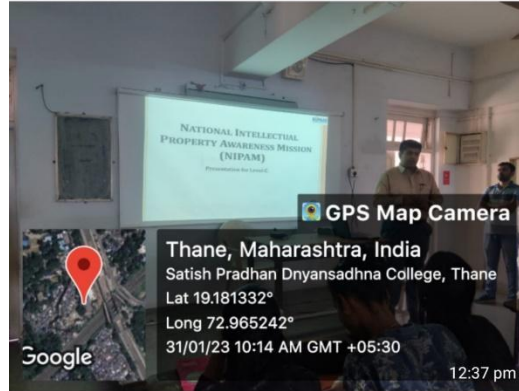 NATIONAL INTELLECTUAL
PROPERTY AWARENESS MISSION
(NIPAM)
GPS Map Camera
Thane, Maharashtra, India
Satish Pradhan Dnyansadhna College, Thane
Lat 19.181332°
Long 72.965242°
31/01/23 10:14 AM GMT +05:30
Google
12:37 pm